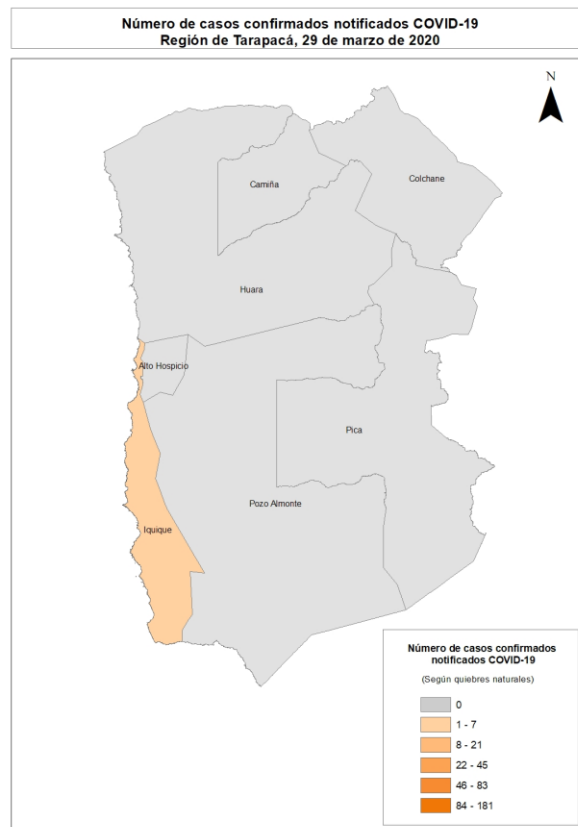 Número de casos confirmados notificados COVID-19
Región de Tarapacá, 29 de marzo de 2020
N
Camiña
Colchane
Huara
Alto Hospicio
Pica
Pozo Almonte
Iquique
Número de casos confirmados
notificados COVID-19
(Según quiebres naturales)
0
1 - 7
8 - 21
22 - 45
46 - 83
84 - 181